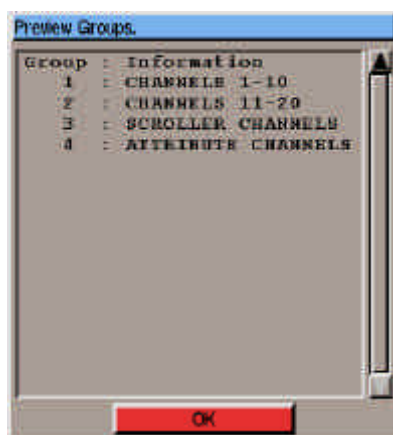 Preview Groups.
Group : Information
1 : CHANNELS 1-10
2 : CHANNELS 11-20
3 : SCROLLER CHANNELS
4 : ATTRIBUTE CHANNELS
OK